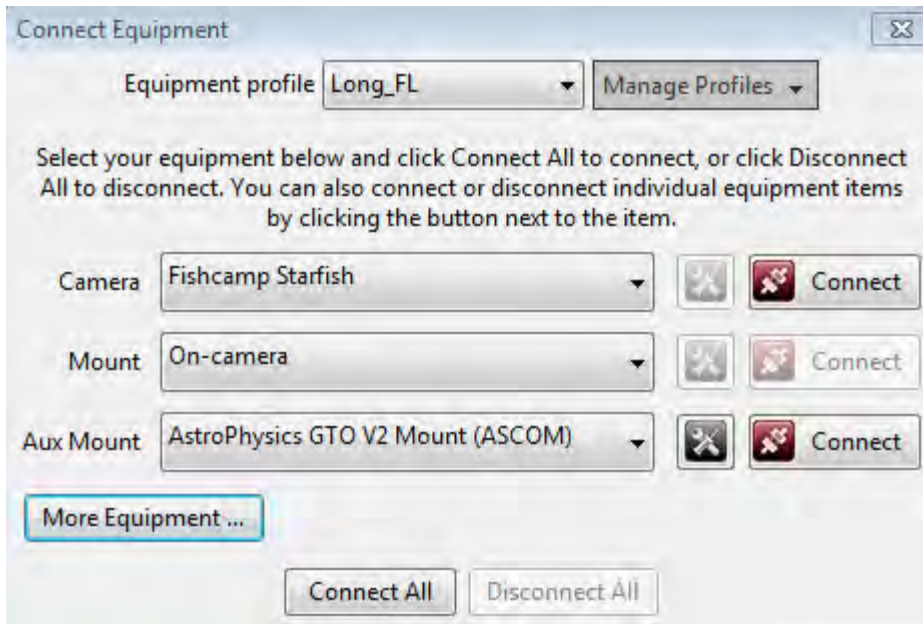 Connect Equipment
Equipment profile Long_FL Manage Profiles
Select your equipment below and click Connect All to connect, or click Disconnect
All to disconnect. You can also connect or disconnect individual equipment items
by clicking the button next to the item.
Camera Fishcamp Starfish Connect
Mount On-camera Connect
Aux Mount AstroPhysics GTO V2 Mount (ASCOM) Connect
More Equipment ...
Connect All Disconnect All